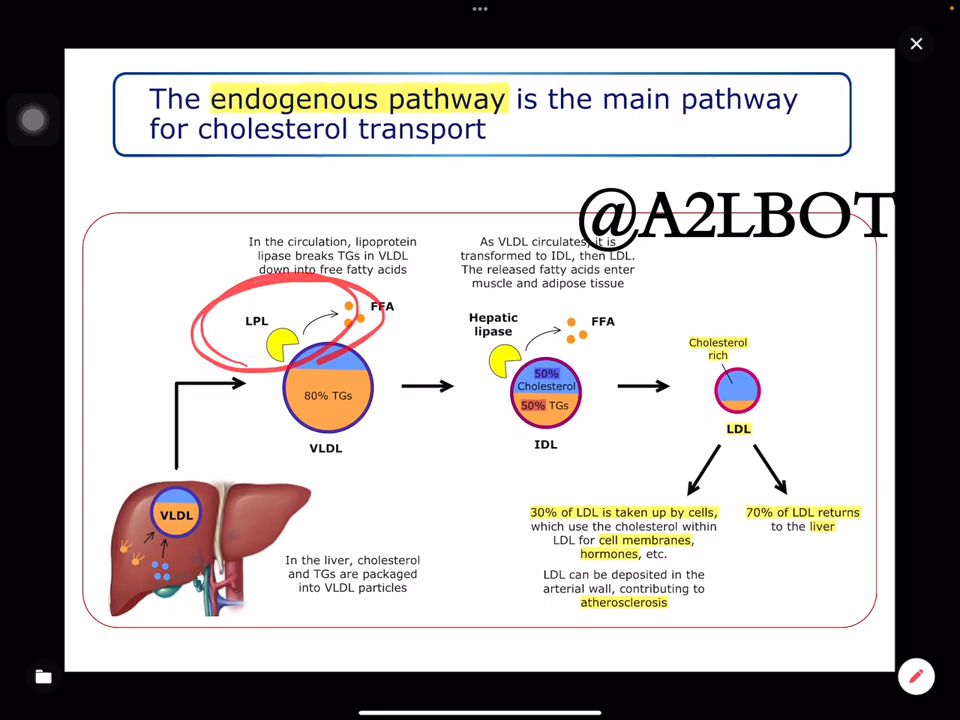 The endogenous pathway is the main pathway
for cholesterol transport
@A2LBOT
In the circulation, lipoprotein
lipase breaks TGs in VLDL
down into free fatty acids
As VLDL circulates, it is
transformed to IDL, then LDL.
The released fatty acids enter
muscle and adipose tissue
LPL
FFA
80% TGs
VLDL
Hepatic
lipase
FFA
50%
Cholesterol
50% TGs
IDL
Cholesterol
rich
LDL
VLDL
In the liver, cholesterol
and TGs are packaged
into VLDL particles
30% of LDL is taken up by cells,
which use the cholesterol within
LDL for cell membranes,
hormones, etc.
LDL can be deposited in the
arterial wall, contributing to
atherosclerosis
70% of LDL returns
to the liver